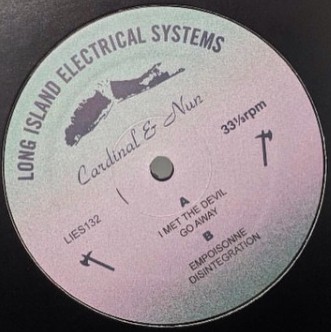 LONG ISLAND ELECTRICAL SYSTEMS
Cardinal & Nun
33⅓rpm
LIES132
A
I MET THE DEVIL
GO AWAY
B
EMPOISONNE
DISINTEGRATION